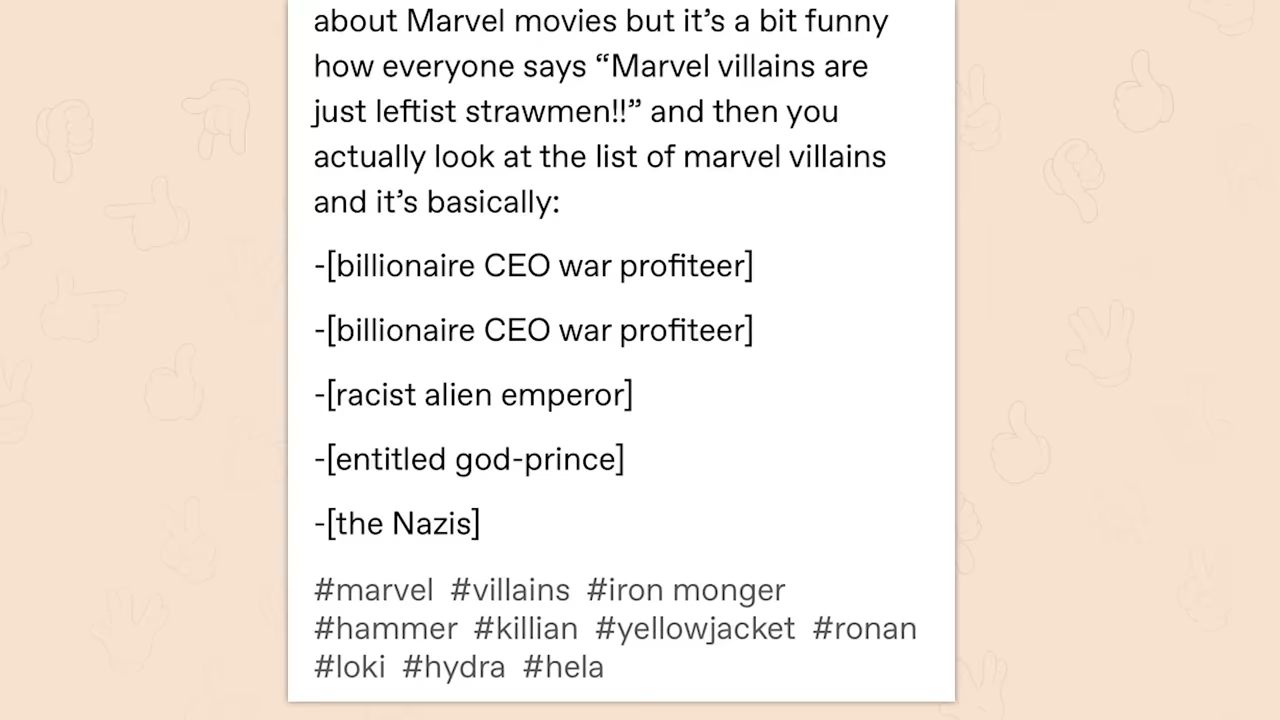 about Marvel movies but it’s a bit funny
how everyone says “Marvel villains are
just leftist strawmen!!” and then you
actually look at the list of marvel villains
and it’s basically:
-[billionaire CEO war profiteer]
-[billionaire CEO war profiteer]
-[racist alien emperor]
-[entitled god-prince]
-[the Nazis]
#marvel #villains #iron monger
#hammer #killian #yellowjacket #ronan
#loki #hydra #hela